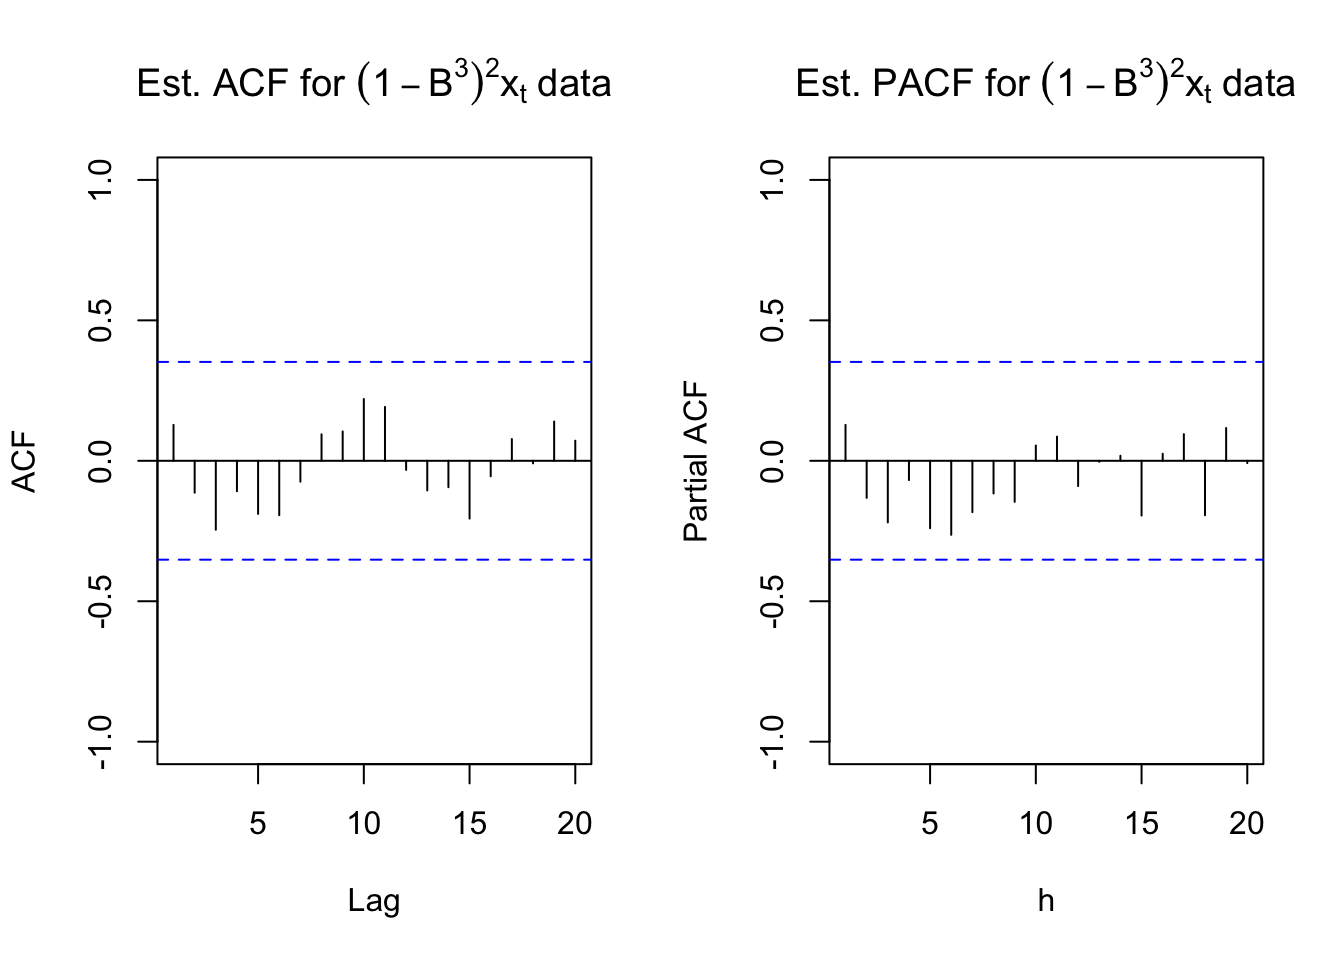 Est. ACF for (1 − B³)²xₜ data
ACF
1.0
0.5
0.0
-0.5
-1.0
5 10 15 20
Lag
Est. PACF for (1 − B³)²xₜ data
Partial ACF
1.0
0.5
0.0
-0.5
-1.0
5 10 15 20
h